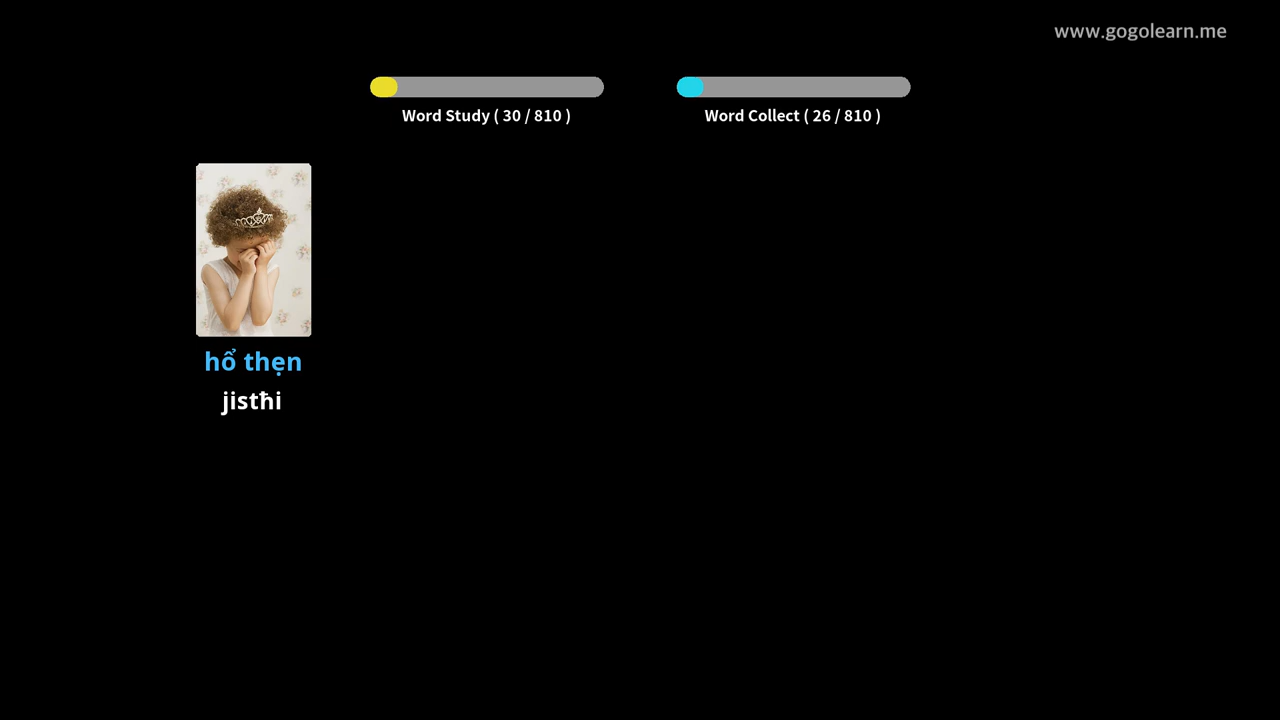 www.gogolearn.me
Word Study ( 30 / 810 )
Word Collect ( 26 / 810 )
hổ thẹn
jistħi